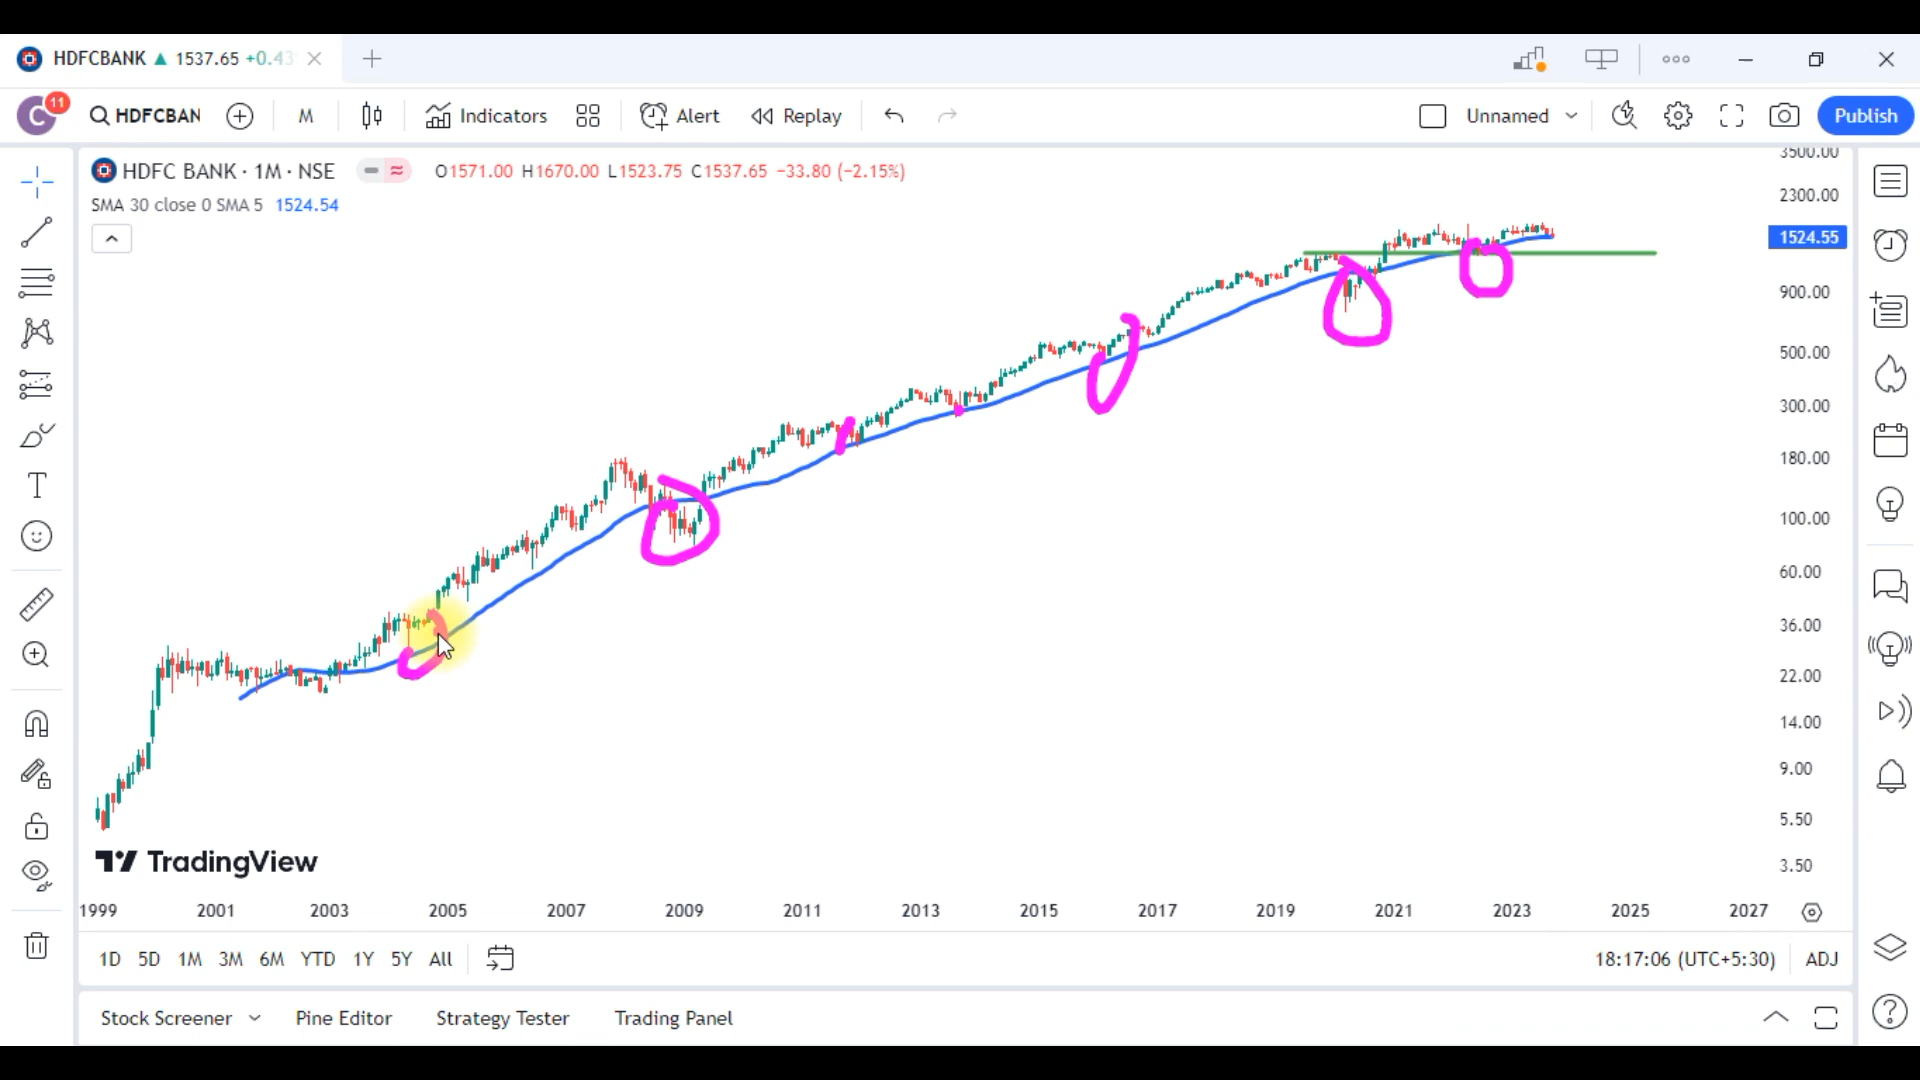 HDFCBANK ▲ 1537.65 +0.43
C 11 HDFCBAN M Indicators Alert Replay Unnamed Publish
HDFC BANK · 1M · NSE O1571.00 H1670.00 L1523.75 C1537.65 −33.80 (−2.15%)
SMA 30 close 0 SMA 5 1524.54
3500.00
2300.00
1524.55
900.00
500.00
300.00
180.00
100.00
60.00
36.00
22.00
14.00
9.00
5.50
3.50
TradingView
1999 2001 2003 2005 2007 2009 2011 2013 2015 2017 2019 2021 2023 2025 2027
1D 5D 1M 3M 6M YTD 1Y 5Y All 18:17:06 (UTC+5:30) ADJ
Stock Screener Pine Editor Strategy Tester Trading Panel